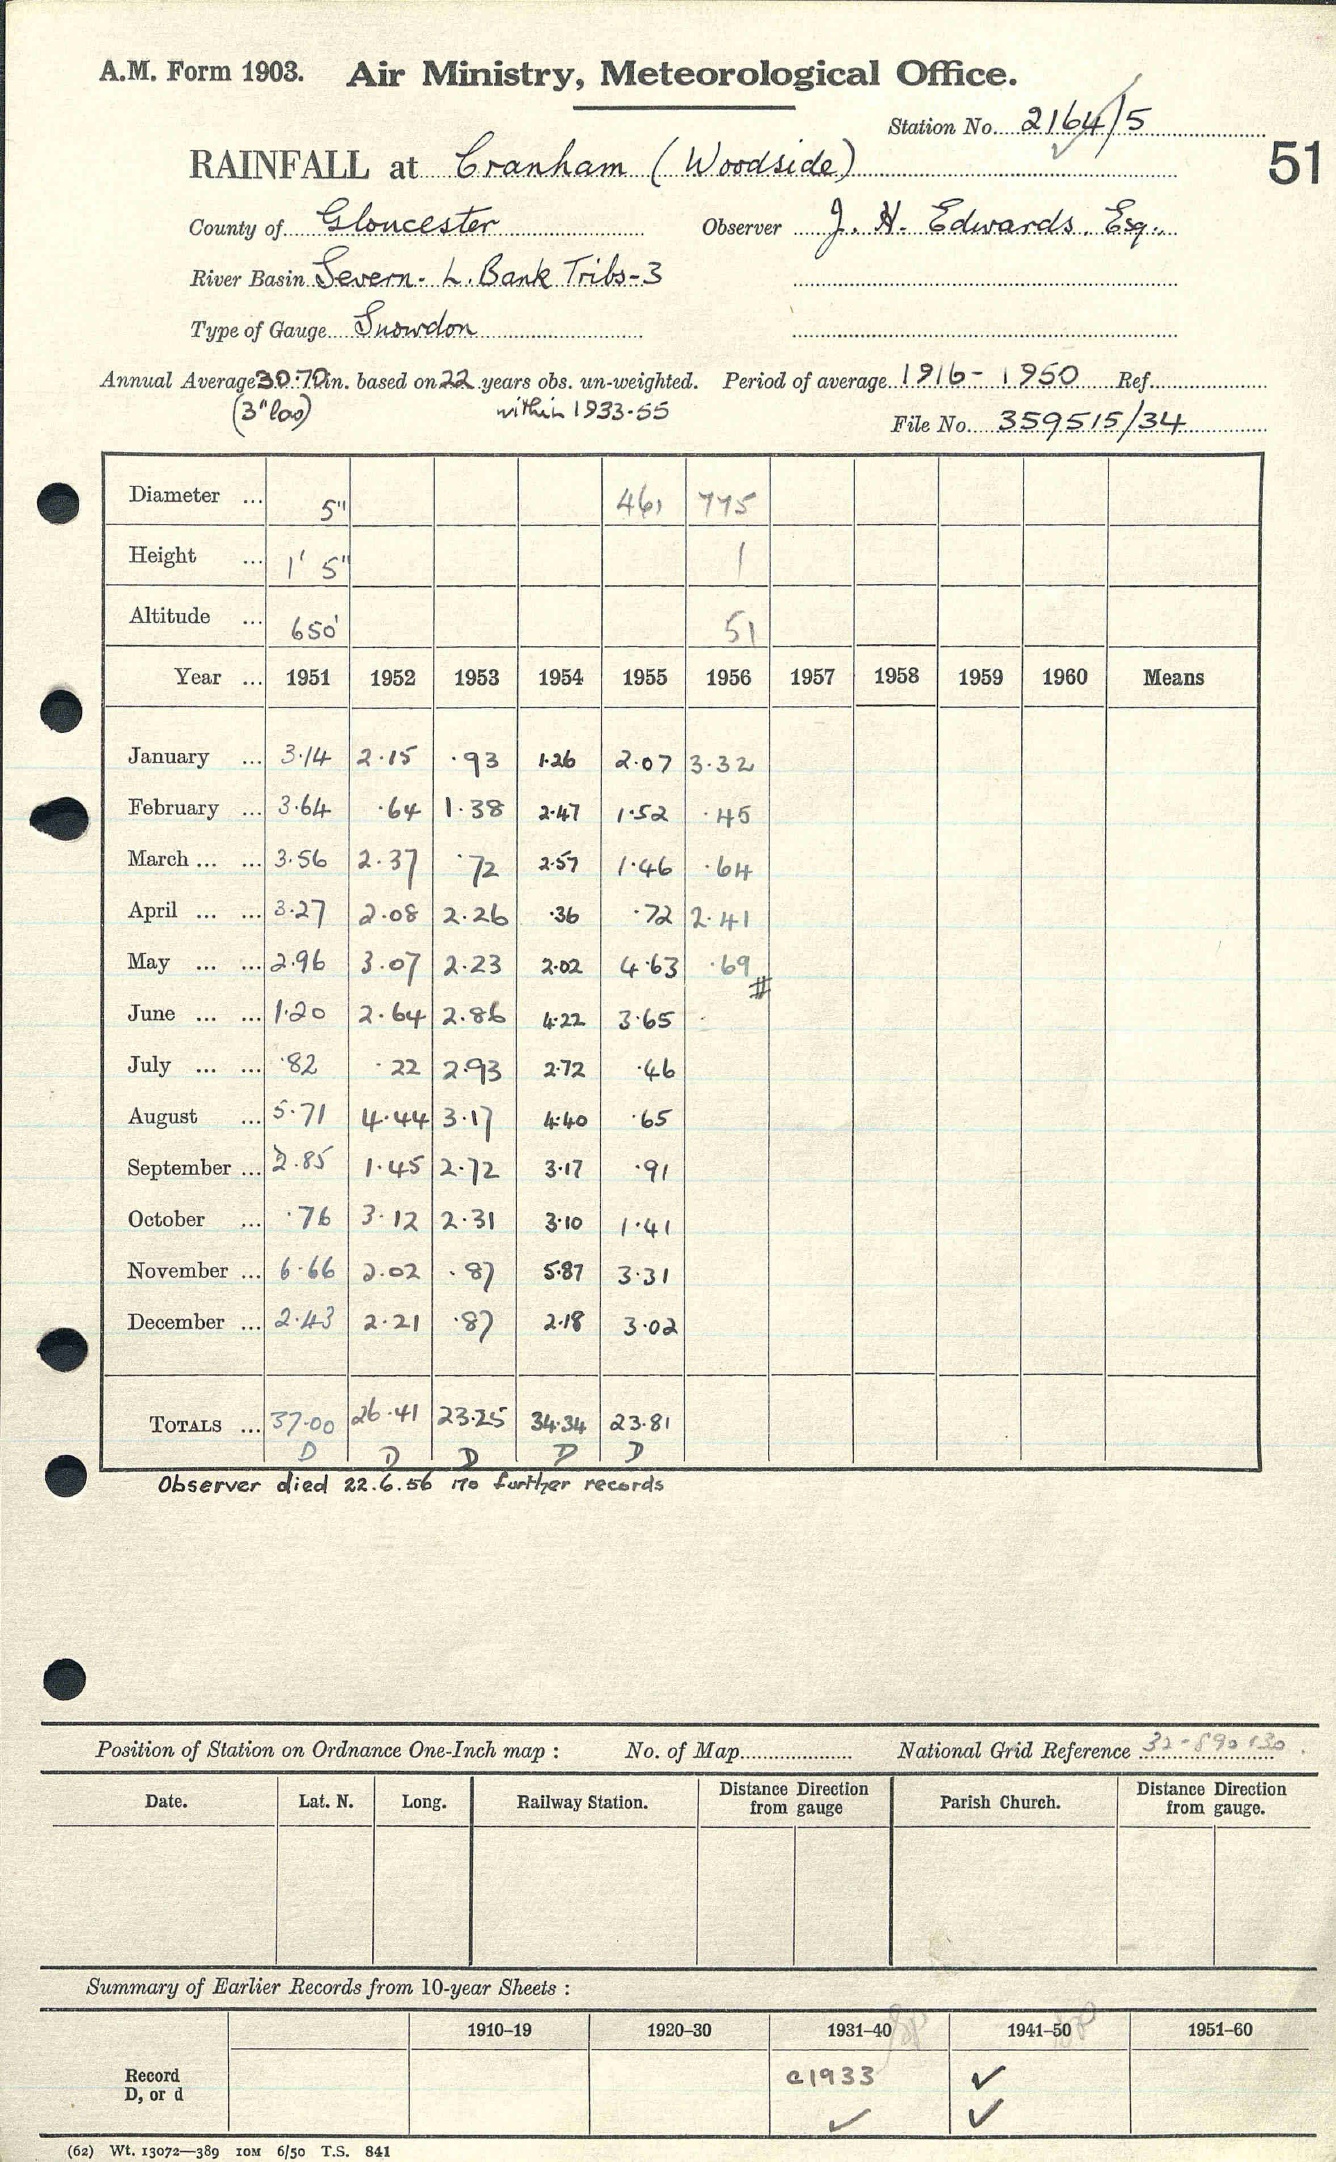 A.M. Form 1903. Air Ministry, Meteorological Office.
Station No. 2164/5
RAINFALL at Cranham (Woodside)
51
County of Gloucester Observer J. H. Edwards. Esq.
River Basin Severn - L. Bank Tribs-3
Type of Gauge Snowdon
Annual Average 30.70 in. based on 22 years obs. un-weighted. Period of average 1916-1950 Ref.
(3" los) within 1933-55
File No. 359515/34
Diameter ... 5" 461 775
Height ... 1' 5" 1
Altitude ... 650' 51
Year ... 1951 1952 1953 1954 1955 1956 1957 1958 1959 1960 Means
January ... 3.14 2.15 .93 1.26 2.07 3.32
February ... 3.64 .64 1.38 2.47 1.52 .45
March ... ... 3.56 2.37 .72 2.57 1.46 .64
April ... ... 3.27 2.08 2.26 .36 .72 2.41
May ... ... 2.96 3.07 2.23 2.02 4.63 .69 #
June ... ... 1.20 2.64 2.86 4.22 3.65
July ... ... .82 .22 2.93 2.72 .46
August ... 5.71 4.44 3.17 4.40 .65
September ... 2.85 1.45 2.72 3.17 .91
October ... .76 3.12 2.31 3.10 1.41
November ... 6.66 2.02 .87 5.87 3.31
December ... 2.43 2.21 .87 2.18 3.02
TOTALS ... 37.00 26.41 23.25 34.34 23.81
D D D D D
Observer died 22.6.56 no further records
Position of Station on Ordnance One-Inch map : No. of Map National Grid Reference 32-890130
Date. Lat. N. Long. Railway Station. Distance Direction from gauge Parish Church. Distance Direction from gauge.
Summary of Earlier Records from 10-year Sheets :
1910-19 1920-30 1931-40 1941-50 1951-60
Record c1933 ✓
D, or d ✓ ✓
(62) Wt. 13072—389 10M 6/50 T.S. 841